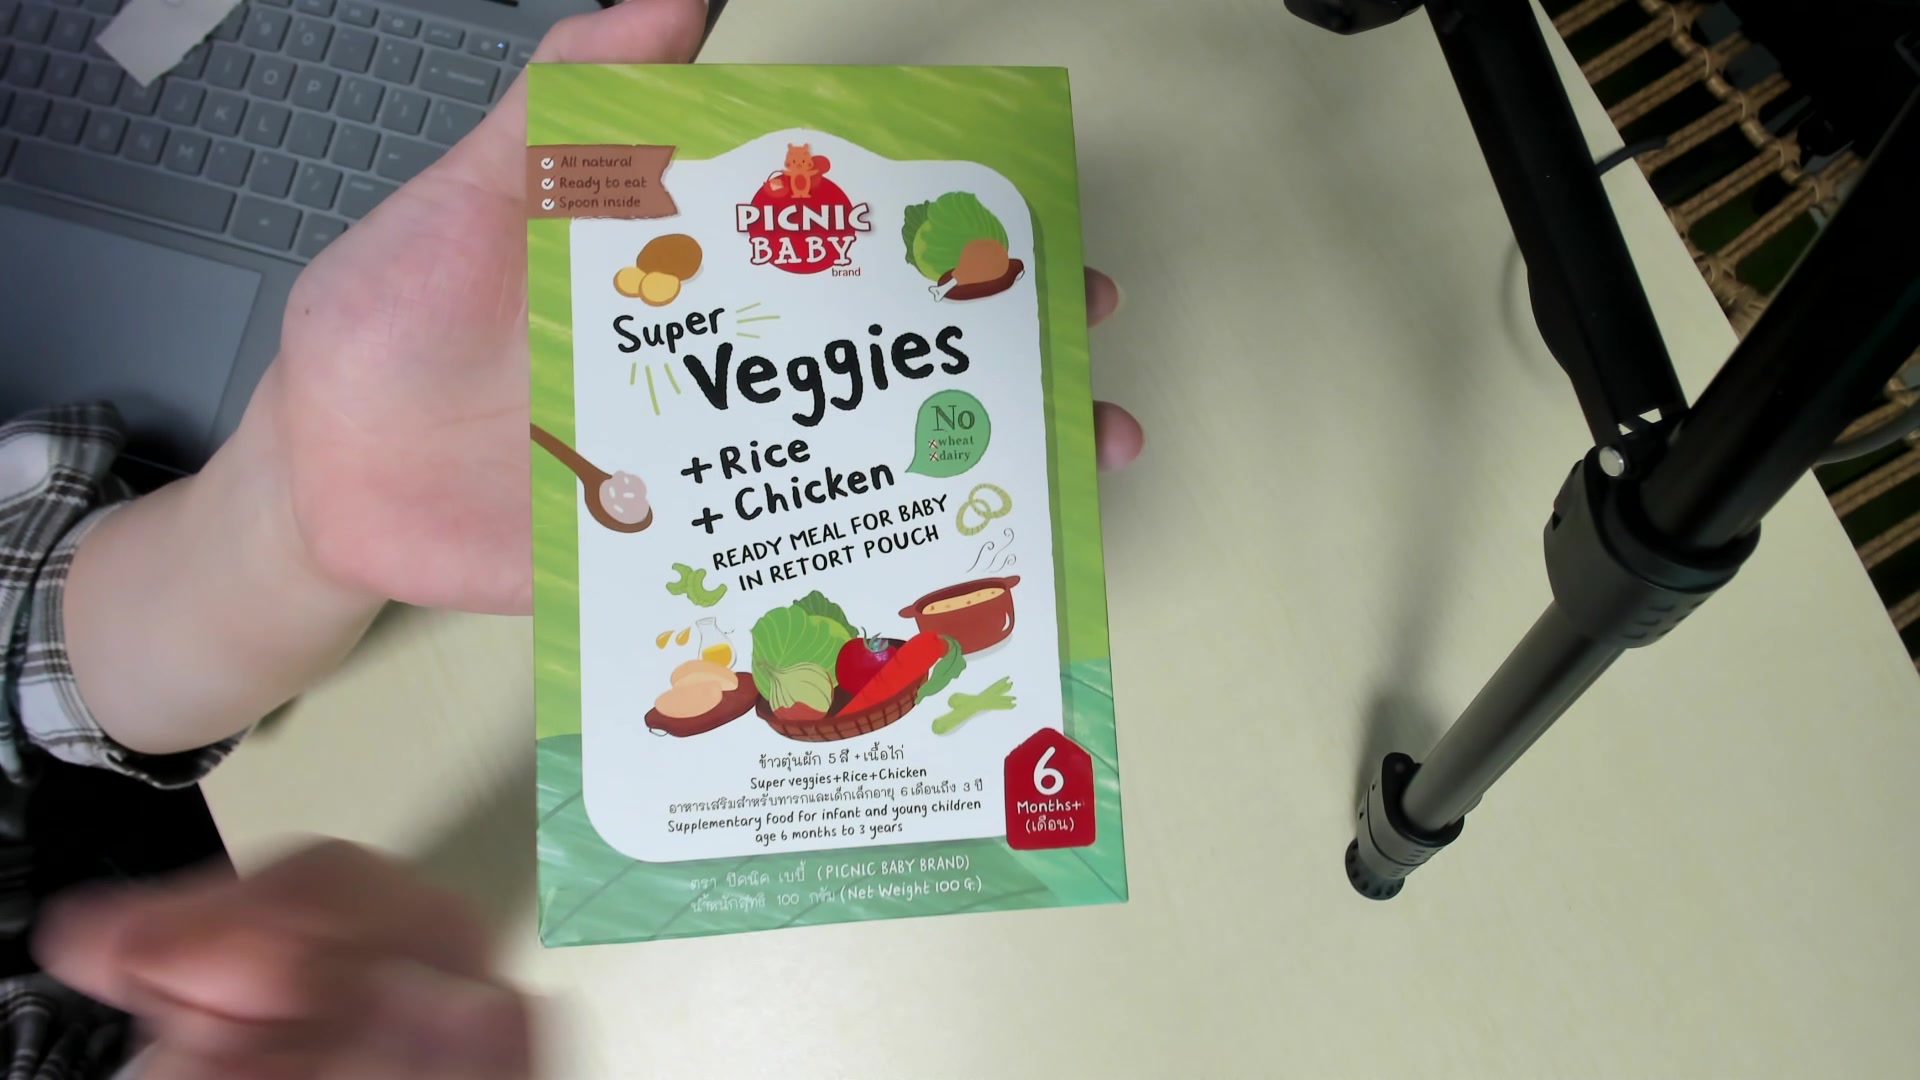 All natural
Ready to eat
Spoon inside
PICNIC
BABY
brand
Super
Veggies
No
wheat
dairy
+ Rice
+ Chicken
READY MEAL FOR BABY
IN RETORT POUCH
ข้าวตุ๋นผัก 5 สี + เนื้อไก่
Super veggies+Rice+Chicken
อาหารเสริมสำหรับทารกและเด็กเล็กอายุ 6 เดือนถึง 3 ปี
Supplementary food for infant and young children
age 6 months to 3 years
6
Months+
(เดือน)
ตรา ปิคนิค เบบี้ (PICNIC BABY BRAND)
น้ำหนักสุทธิ 100 กรัม (Net Weight 100 G.)